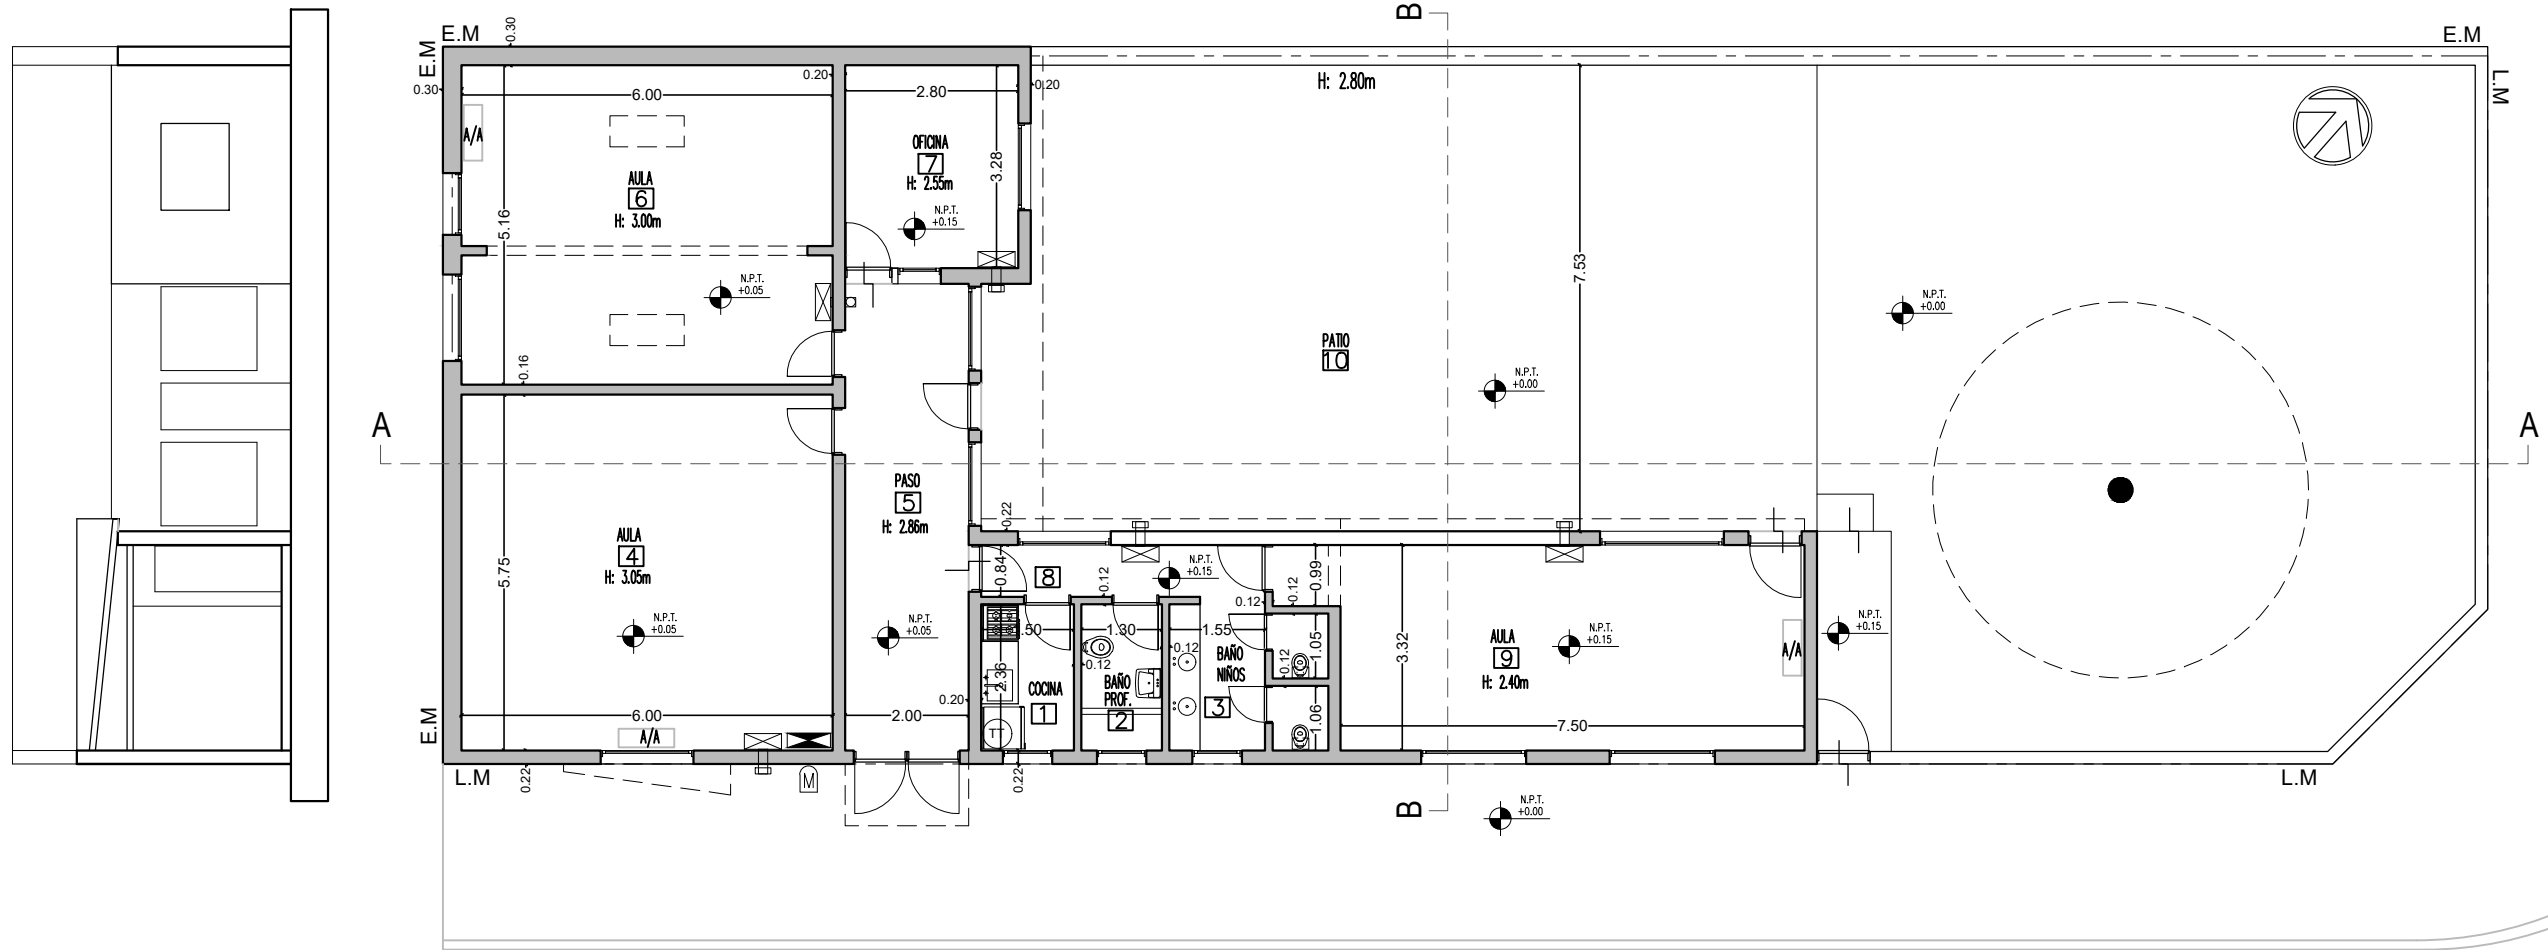 B
E.M
0.30
E.M
E.M
L.M
0.20
0.30
6.00
2.80
0.20
H: 2.80m
A/A
OFICINA
7
H: 2.55m
3.28
AULA
6
H: 3.00m
N.P.T.
+0.15
5.16
7.53
N.P.T.
+0.05
N.P.T.
+0.00
PATIO
10
0.16
N.P.T.
+0.00
A
A
PASO
5
H: 2.86m
0.22
AULA
4
H: 3.05m
5.75
0.84
8
0.12
N.P.T.
+0.15
0.99
0.12
0.12
N.P.T.
+0.05
N.P.T.
+0.05
.50
1.30
1.55
1.05
3.32
AULA
9
H: 2.40m
N.P.T.
+0.15
N.P.T.
+0.15
A/A
0.12
0.12
0.12
BAÑO
NIÑOS
3
2.36
COCINA
1
BAÑO
PROF.
2
0.20
1.06
6.00
2.00
7.50
E.M
A/A
TT
L.M
0.22
M
0.22
L.M
B
N.P.T.
+0.00